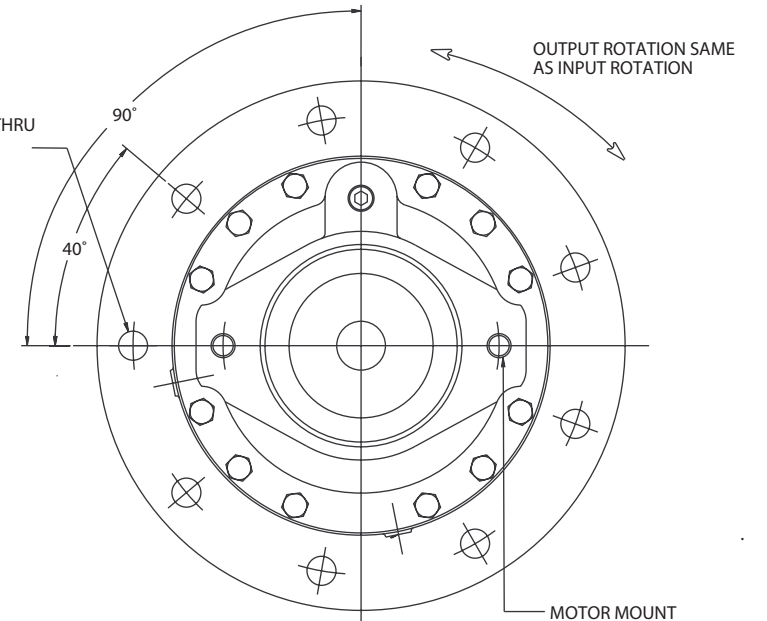 OUTPUT ROTATION SAME
AS INPUT ROTATION
90°
THRU
40°
MOTOR MOUNT